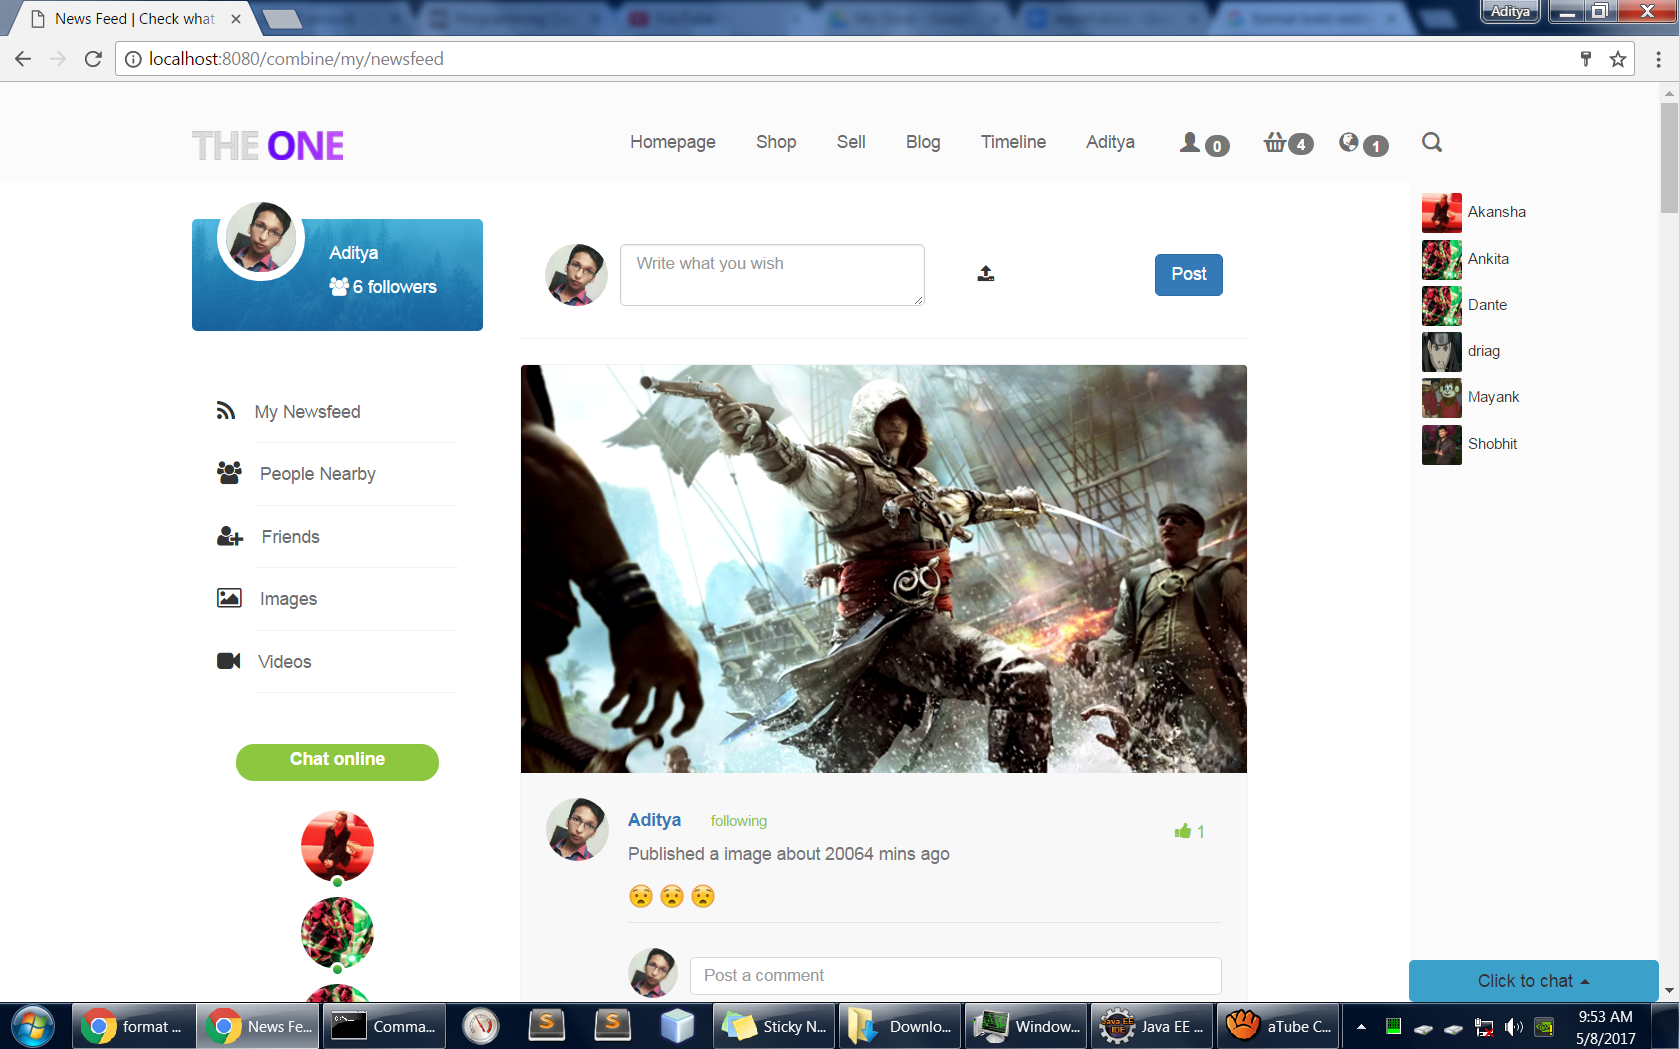 News Feed | Check what
Aditya
localhost:8080/combine/my/newsfeed
THE ONE
Homepage Shop Sell Blog Timeline Aditya 0 4 1
Aditya
6 followers
Write what you wish
Post
Akansha
Ankita
Dante
driag
Mayank
Shobhit
My Newsfeed
People Nearby
Friends
Images
Videos
Chat online
Aditya following
1
Published a image about 20064 mins ago
Post a comment
Click to chat
format ...
News Fe...
Comma...
Sticky N...
Downlo...
Window...
Java EE IDE
Java EE ...
aTube C...
9:53 AM
5/8/2017